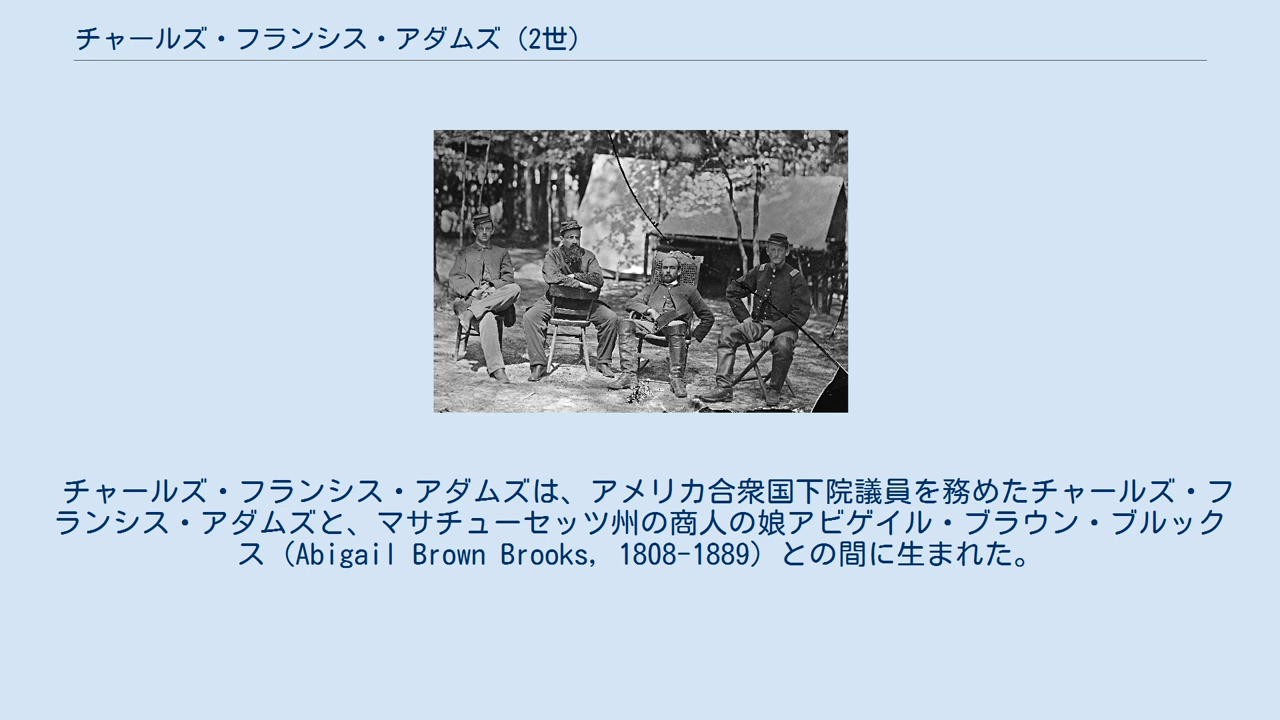 チャールズ・フランシス・アダムズ（2世）
チャールズ・フランシス・アダムズは、アメリカ合衆国下院議員を務めたチャールズ・フ
ランシス・アダムズと、マサチューセッツ州の商人の娘アビゲイル・ブラウン・ブルック
ス（Abigail Brown Brooks, 1808-1889）との間に生まれた。